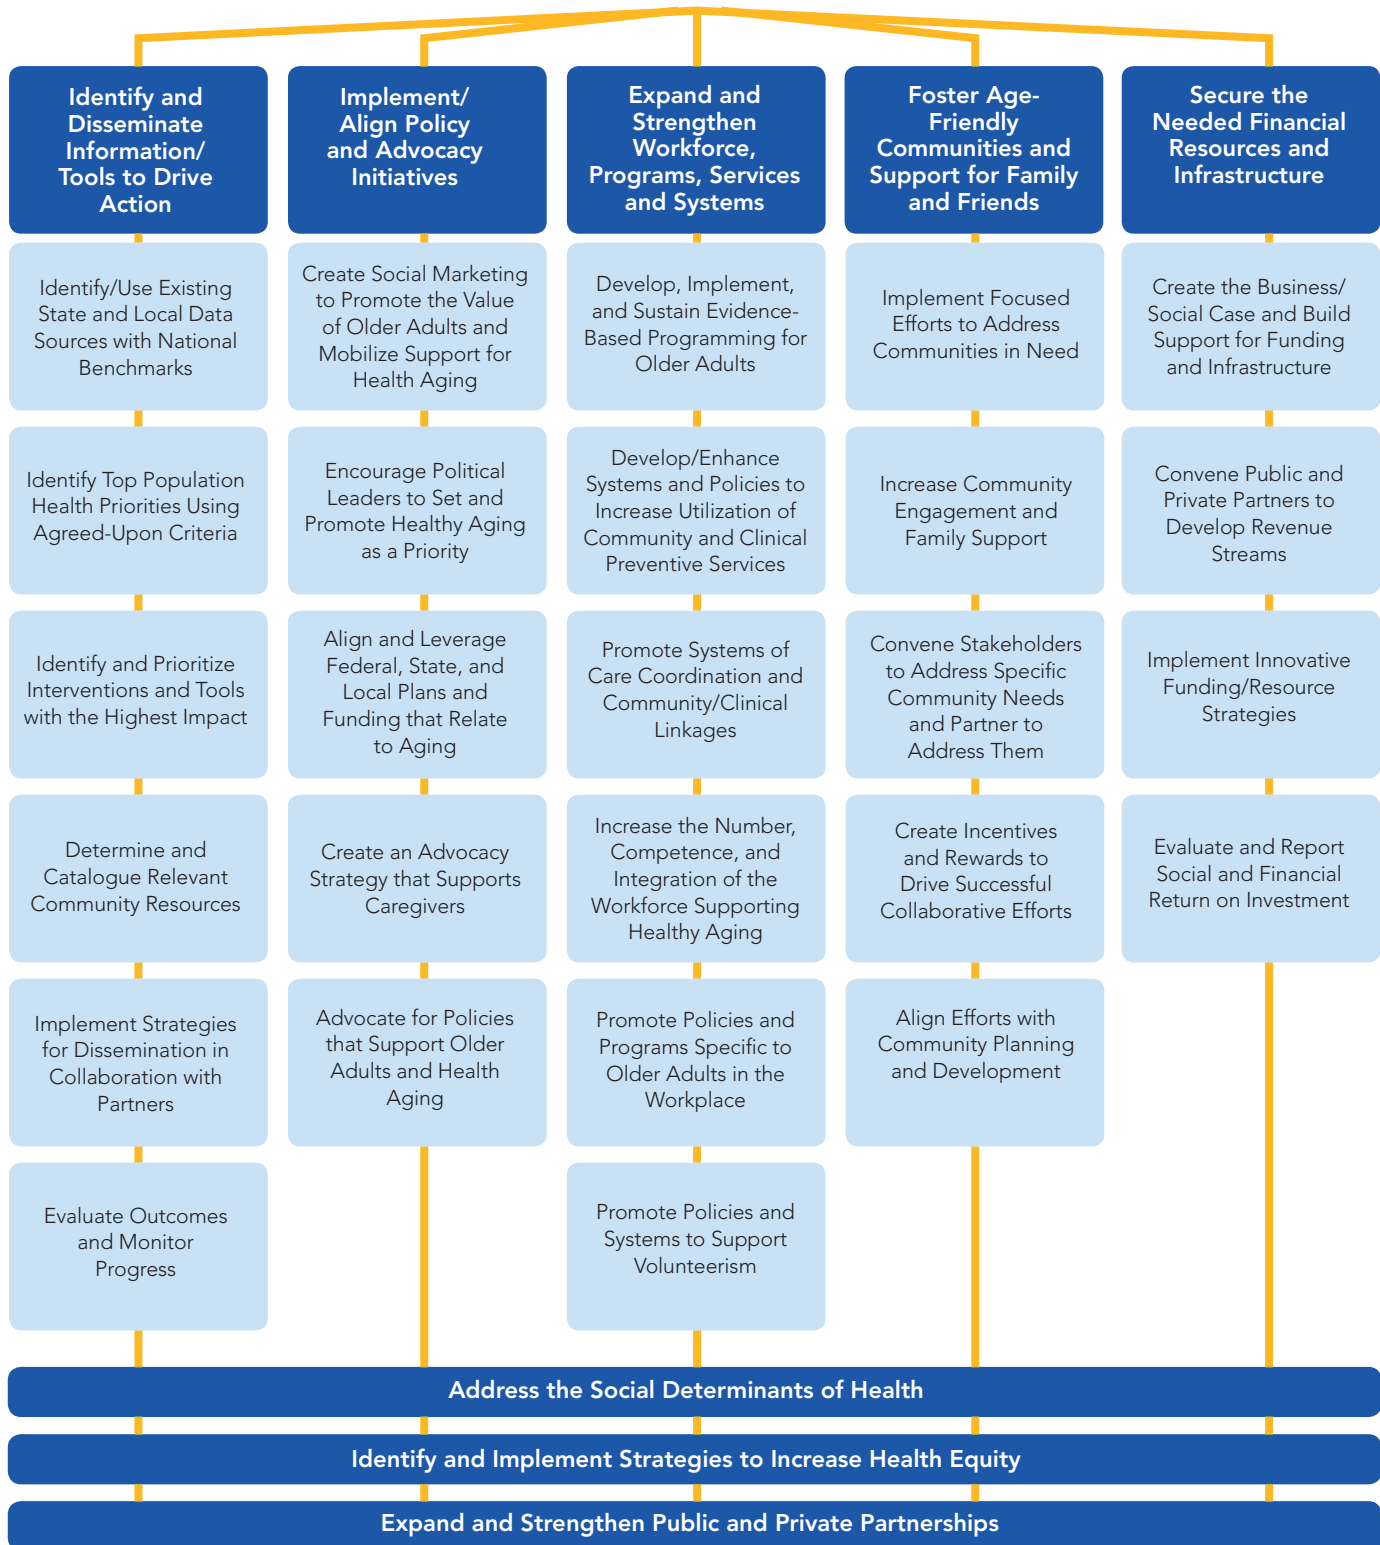 Identify and
Disseminate
Information/
Tools to Drive
Action
Identify/Use Existing
State and Local Data
Sources with National
Benchmarks
Identify Top Population
Health Priorities Using
Agreed-Upon Criteria
Identify and Prioritize
Interventions and Tools
with the Highest Impact
Determine and
Catalogue Relevant
Community Resources
Implement Strategies
for Dissemination in
Collaboration with
Partners
Evaluate Outcomes
and Monitor
Progress
Implement/
Align Policy
and Advocacy
Initiatives
Create Social Marketing
to Promote the Value
of Older Adults and
Mobilize Support for
Health Aging
Encourage Political
Leaders to Set and
Promote Healthy Aging
as a Priority
Align and Leverage
Federal, State, and
Local Plans and
Funding that Relate
to Aging
Create an Advocacy
Strategy that Supports
Caregivers
Advocate for Policies
that Support Older
Adults and Health
Aging
Expand and
Strengthen
Workforce,
Programs, Services
and Systems
Develop, Implement,
and Sustain Evidence-
Based Programming for
Older Adults
Develop/Enhance
Systems and Policies to
Increase Utilization of
Community and Clinical
Preventive Services
Promote Systems of
Care Coordination and
Community/Clinical
Linkages
Increase the Number,
Competence, and
Integration of the
Workforce Supporting
Healthy Aging
Promote Policies and
Programs Specific to
Older Adults in the
Workplace
Promote Policies and
Systems to Support
Volunteerism
Foster Age-
Friendly
Communities and
Support for Family
and Friends
Implement Focused
Efforts to Address
Communities in Need
Increase Community
Engagement and
Family Support
Convene Stakeholders
to Address Specific
Community Needs
and Partner to
Address Them
Create Incentives
and Rewards to
Drive Successful
Collaborative Efforts
Align Efforts with
Community Planning
and Development
Secure the
Needed Financial
Resources and
Infrastructure
Create the Business/
Social Case and Build
Support for Funding
and Infrastructure
Convene Public and
Private Partners to
Develop Revenue
Streams
Implement Innovative
Funding/Resource
Strategies
Evaluate and Report
Social and Financial
Return on Investment
Address the Social Determinants of Health
Identify and Implement Strategies to Increase Health Equity
Expand and Strengthen Public and Private Partnerships